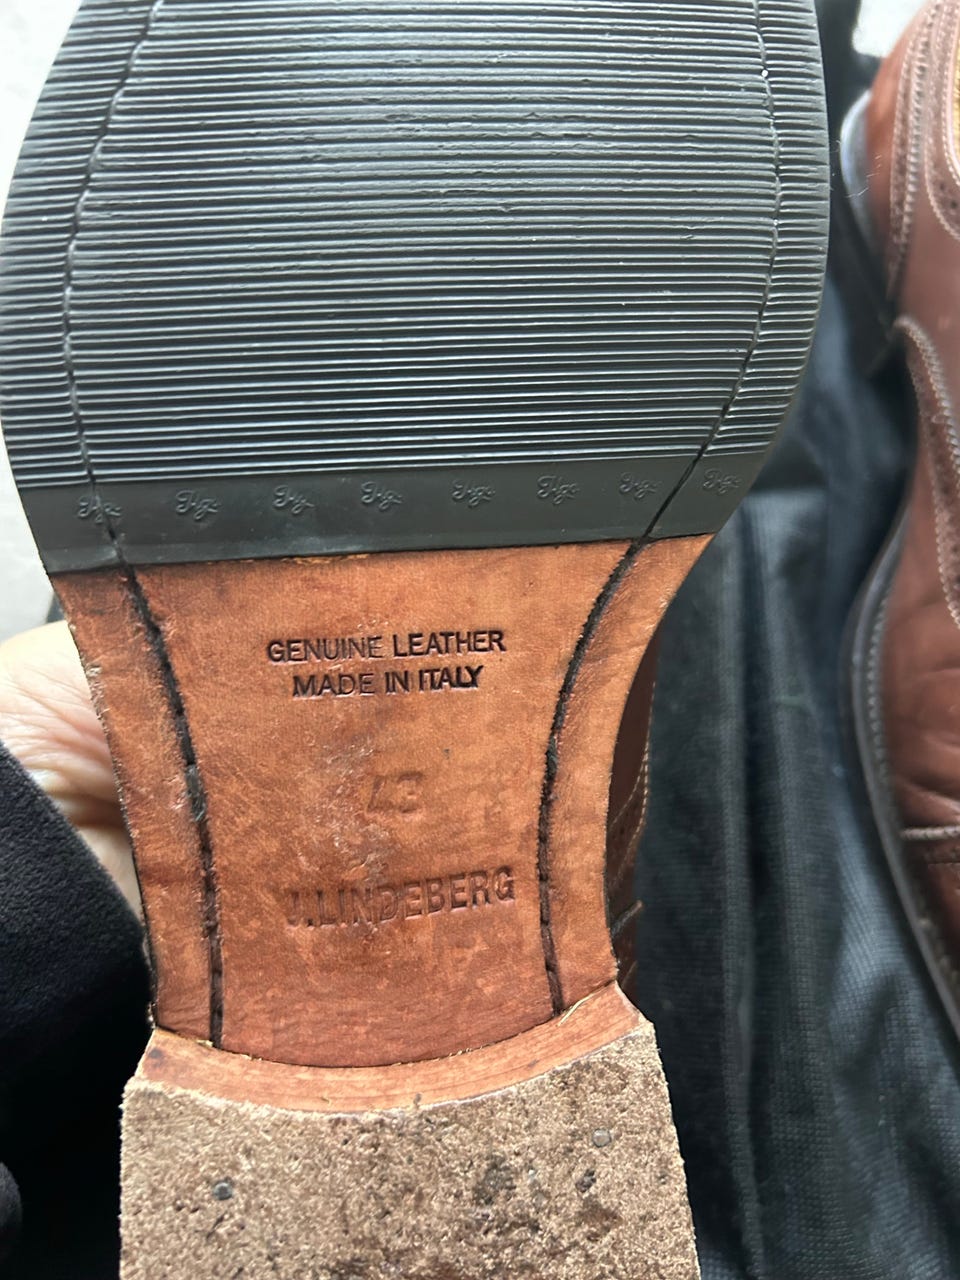 GENUINE LEATHER
MADE IN ITALY
43
J.LINDEBERG